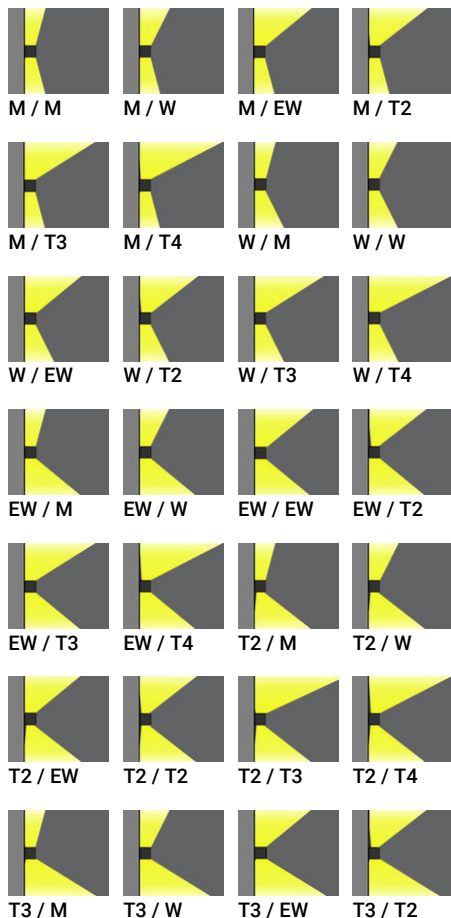 M / M M / W M / EW M / T2
M / T3 M / T4 W / M W / W
W / EW W / T2 W / T3 W / T4
EW / M EW / W EW / EW EW / T2
EW / T3 EW / T4 T2 / M T2 / W
T2 / EW T2 / T2 T2 / T3 T2 / T4
T3 / M T3 / W T3 / EW T3 / T2